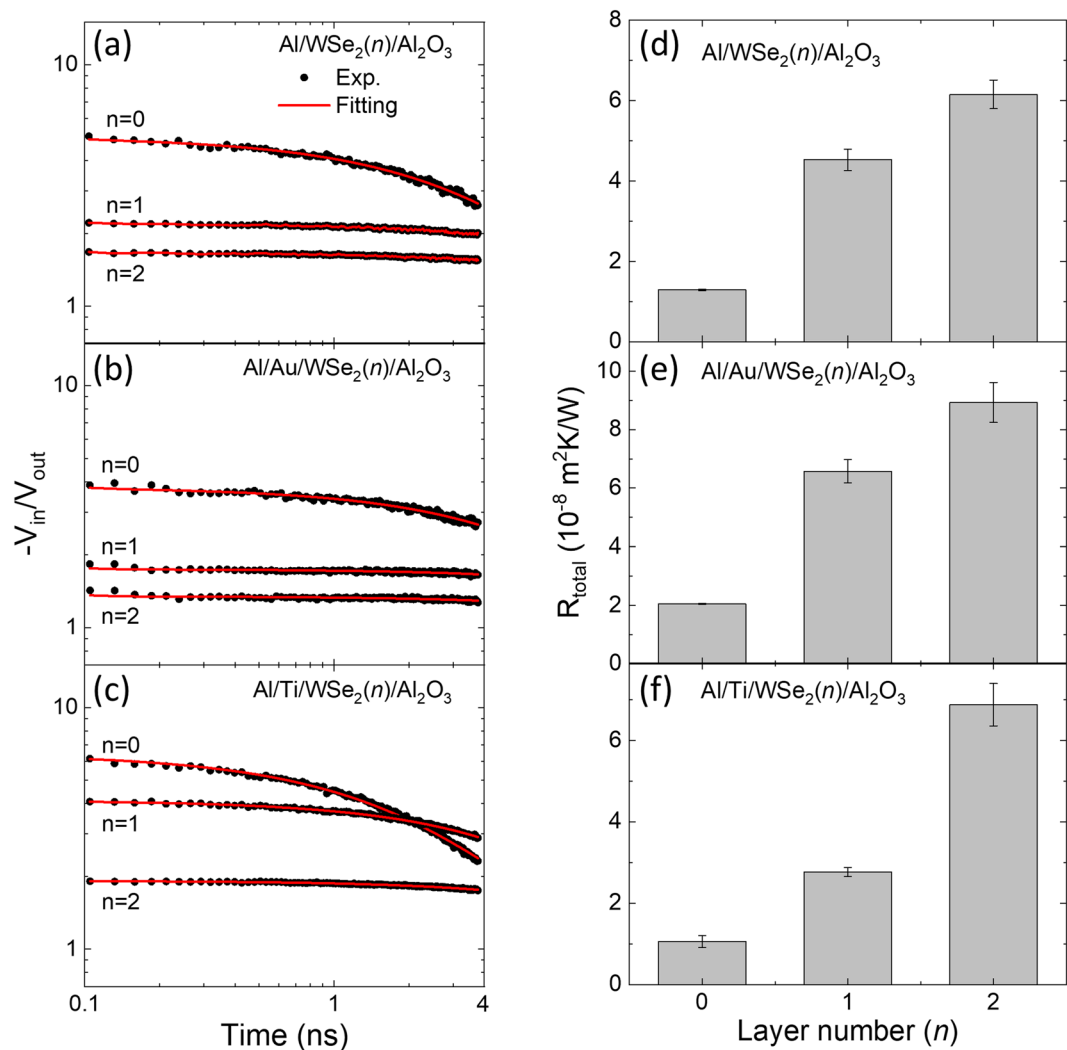 (a)
Al/WSe₂(n)/Al₂O₃
Exp.
Fitting
10
n=0
n=1
n=2
1
(b)
Al/Au/WSe₂(n)/Al₂O₃
10
n=0
n=1
n=2
1
(c)
Al/Ti/WSe₂(n)/Al₂O₃
10
n=0
n=1
n=2
1
0.1
1
4
-Vᵢₙ/Vₒᵤₜ
Time (ns)
(d)
Al/WSe₂(n)/Al₂O₃
8
6
4
2
0
(e)
Al/Au/WSe₂(n)/Al₂O₃
10
8
6
4
2
0
(f)
Al/Ti/WSe₂(n)/Al₂O₃
6
4
2
0
0
1
2
R_total (10⁻⁸ m²K/W)
Layer number (n)